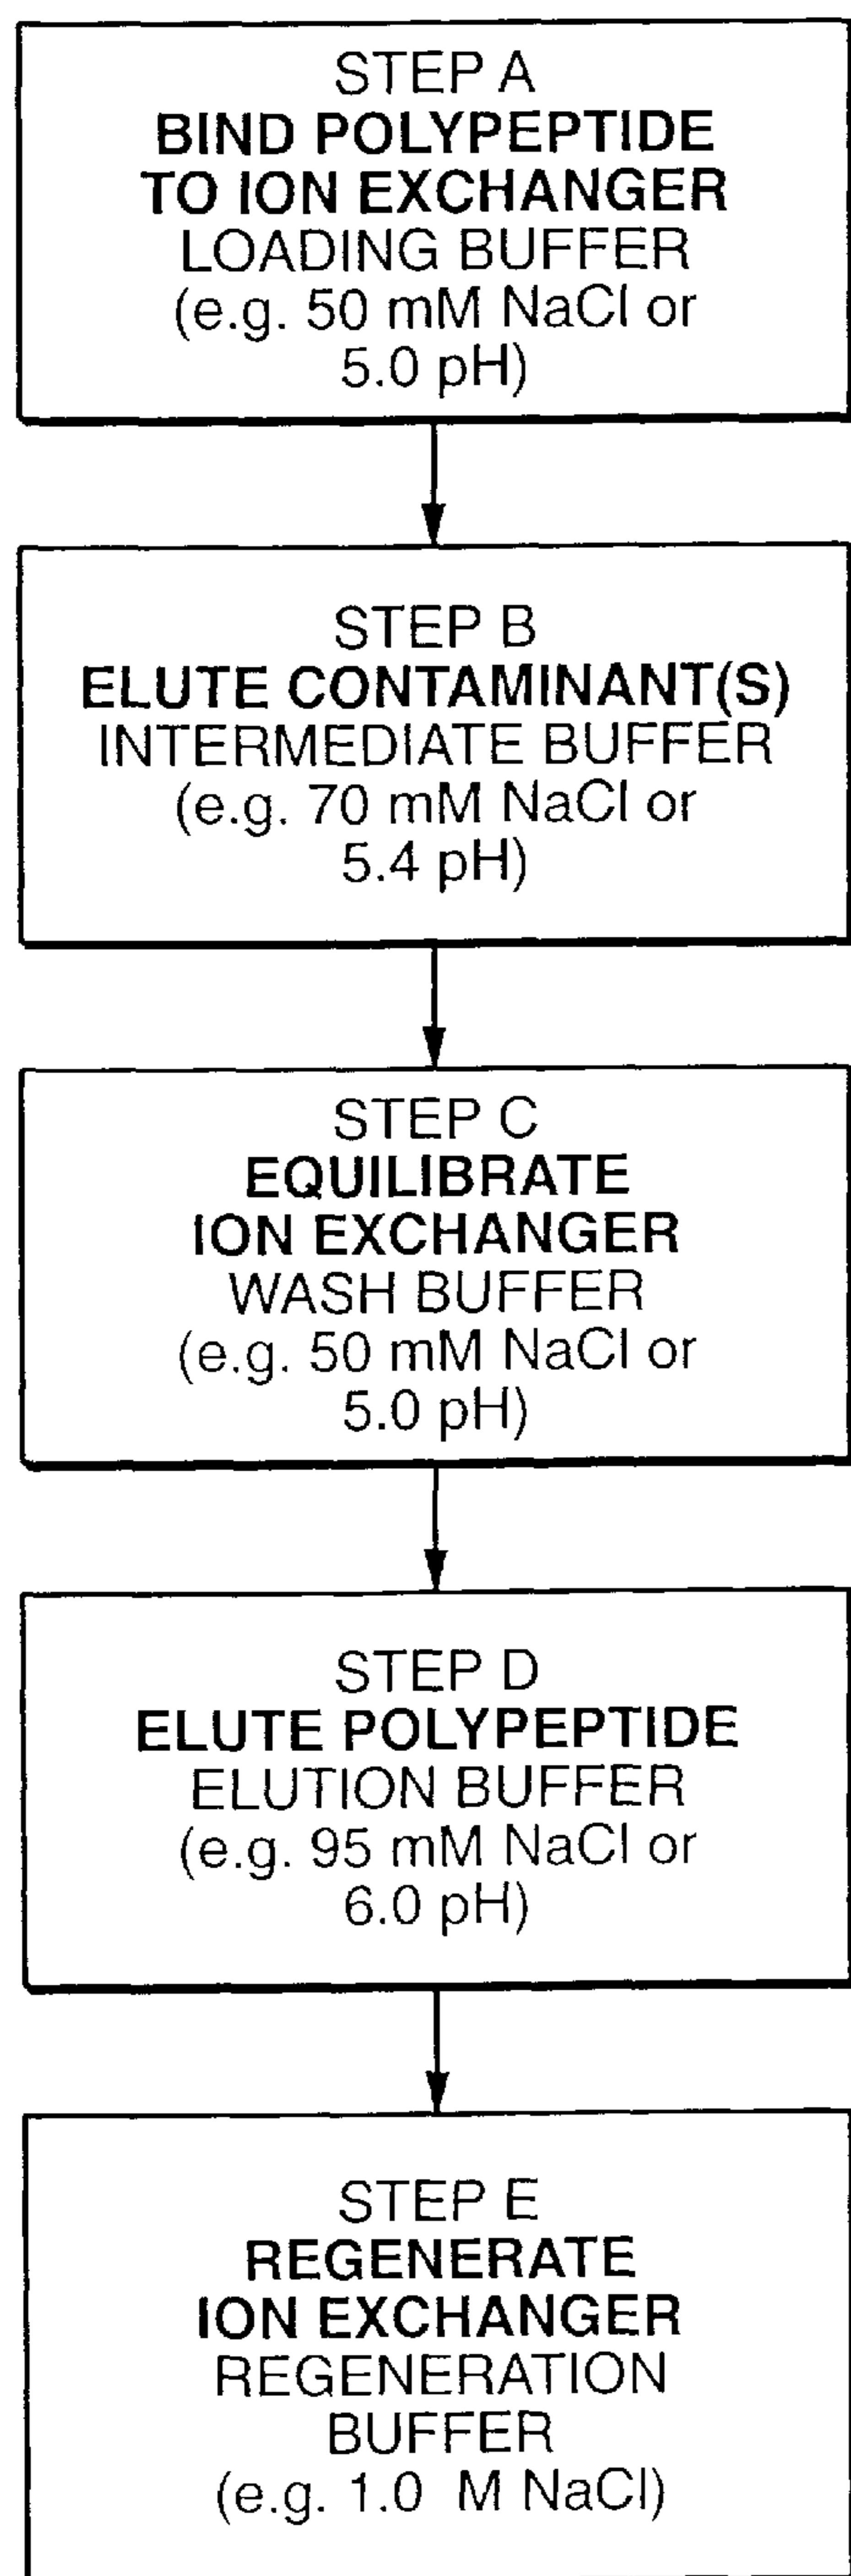 STEP A
BIND POLYPEPTIDE
TO ION EXCHANGER
LOADING BUFFER
(e.g. 50 mM NaCl or
5.0 pH)
STEP B
ELUTE CONTAMINANT(S)
INTERMEDIATE BUFFER
(e.g. 70 mM NaCl or
5.4 pH)
STEP C
EQUILIBRATE
ION EXCHANGER
WASH BUFFER
(e.g. 50 mM NaCl or
5.0 pH)
STEP D
ELUTE POLYPEPTIDE
ELUTION BUFFER
(e.g. 95 mM NaCl or
6.0 pH)
STEP E
REGENERATE
ION EXCHANGER
REGENERATION
BUFFER
(e.g. 1.0 M NaCl)